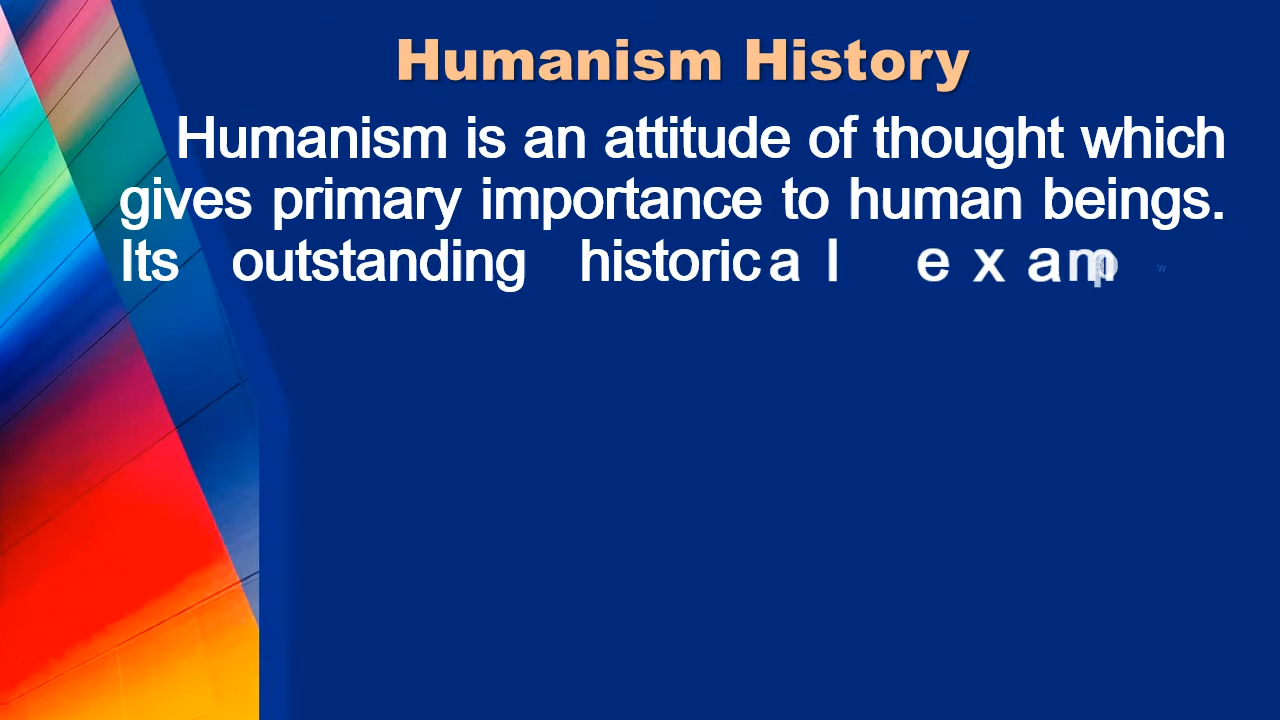 Humanism History
Humanism is an attitude of thought which
gives primary importance to human beings.
Its outstanding historical exam